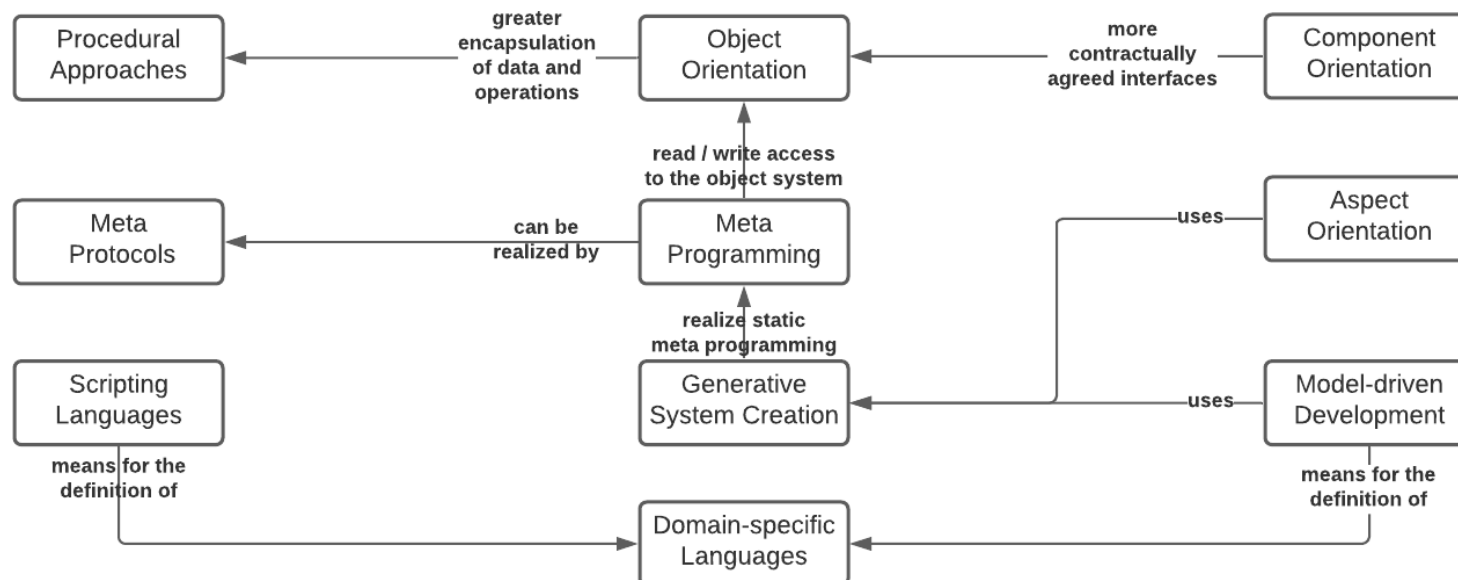 Procedural
Approaches
greater
encapsulation
of data and
operations
Object
Orientation
more
contractually
agreed interfaces
Component
Orientation
read / write access
to the object system
Meta
Protocols
can be
realized by
Meta
Programming
uses
Aspect
Orientation
realize static
meta programming
Scripting
Languages
Generative
System Creation
uses
Model-driven
Development
means for the
definition of
means for the
definition of
Domain-specific
Languages